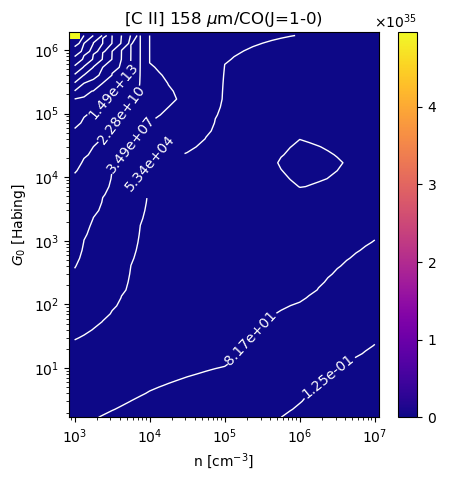 [C II] 158 μm/CO(J=1-0)
×10³⁵
10⁶
10⁵
10⁴
10³
10²
10¹
G₀ [Habing]
1.49e+13
2.28e+10
3.49e+07
5.34e+04
8.17e+01
1.25e-01
4
3
2
1
0
10³
10⁴
10⁵
10⁶
10⁷
n [cm⁻³]